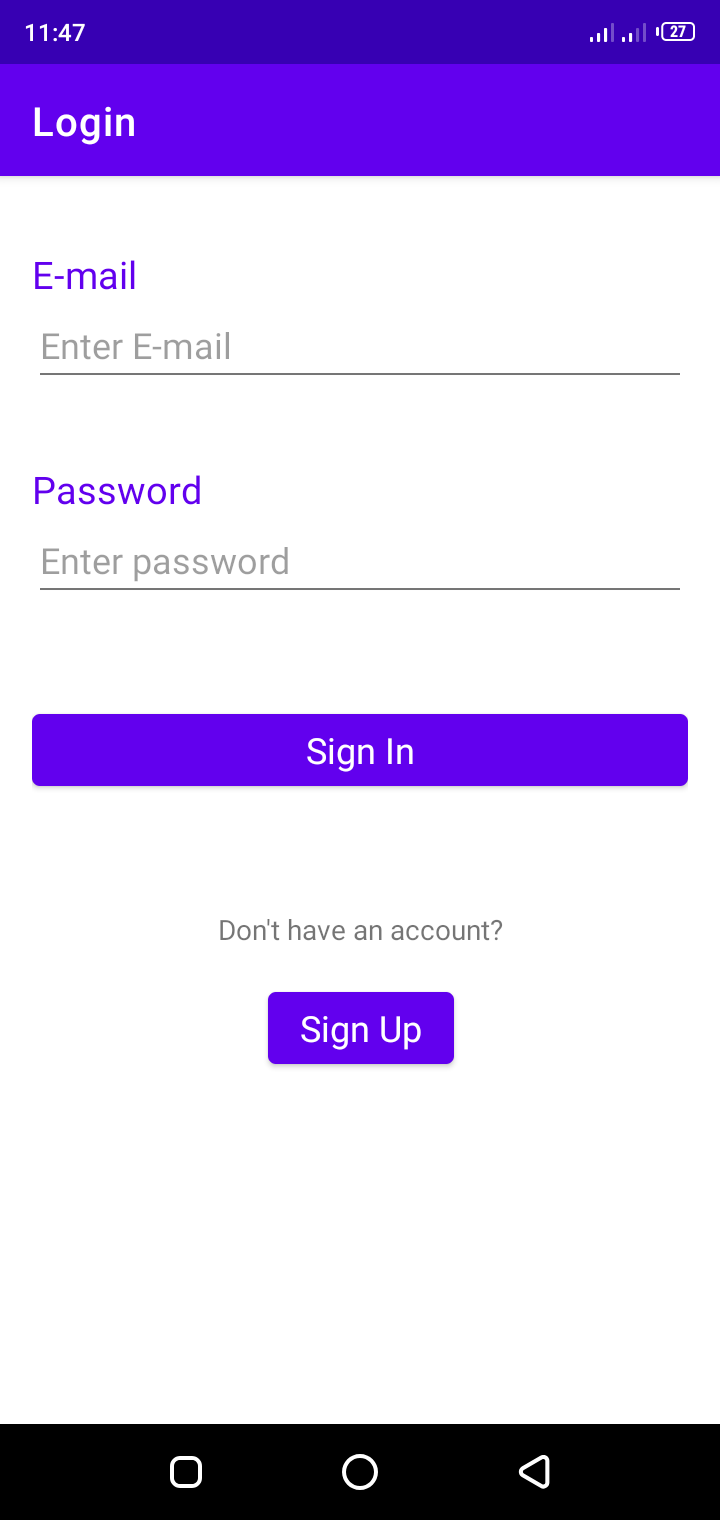 11:47
27
Login
E-mail
Enter E-mail
Password
Enter password
Sign In
Don't have an account?
Sign Up